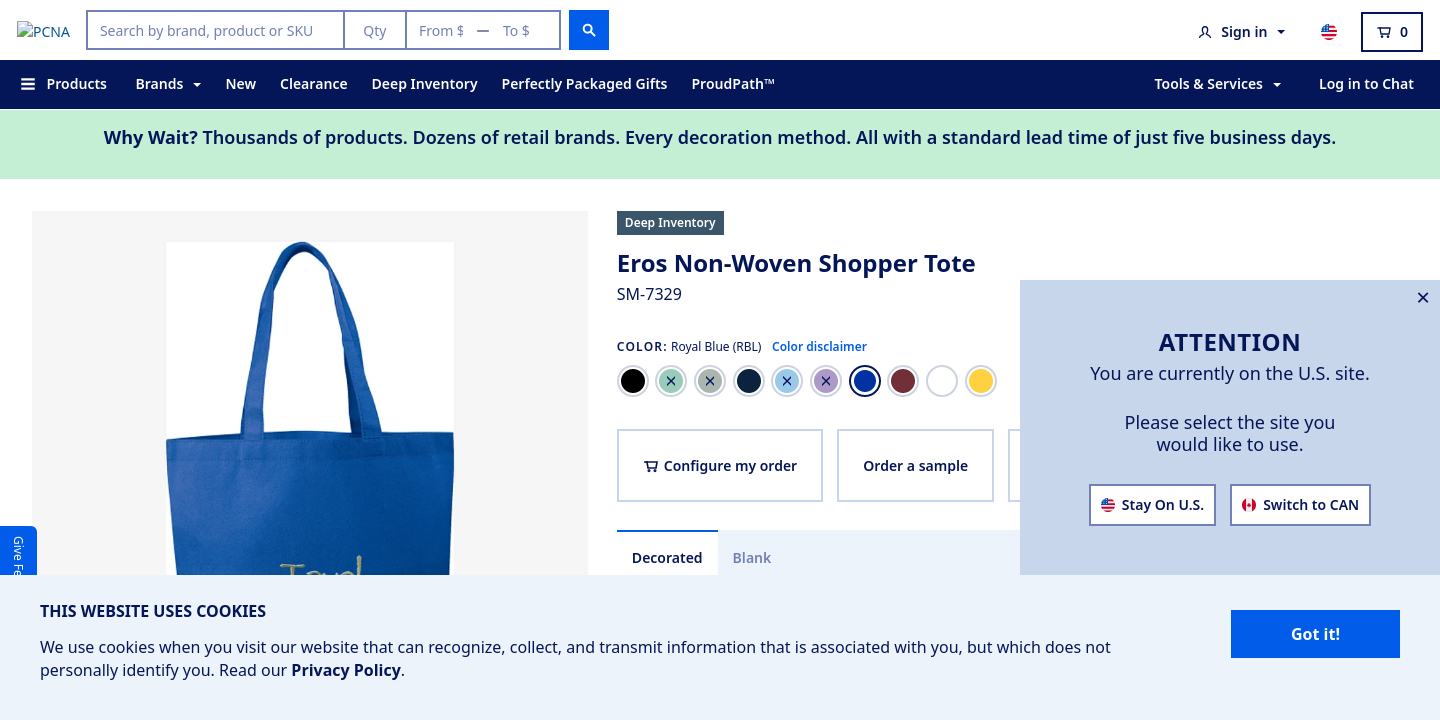 PCNA
Search by brand, product or SKU
Qty
From $ — To $
Sign in
0
Products
Brands
New
Clearance
Deep Inventory
Perfectly Packaged Gifts
ProudPath™
Tools & Services
Log in to Chat
Why Wait? Thousands of products. Dozens of retail brands. Every decoration method. All with a standard lead time of just five business days.
Deep Inventory
Eros Non-Woven Shopper Tote
SM-7329
COLOR: Royal Blue (RBL) Color disclaimer
Configure my order
Order a sample
Decorated
Blank
ATTENTION
You are currently on the U.S. site.
Please select the site you
would like to use.
Stay On U.S.
Switch to CAN
Give
THIS WEBSITE USES COOKIES
We use cookies when you visit our website that can recognize, collect, and transmit information that is associated with you, but which does not
personally identify you. Read our Privacy Policy.
Got it!